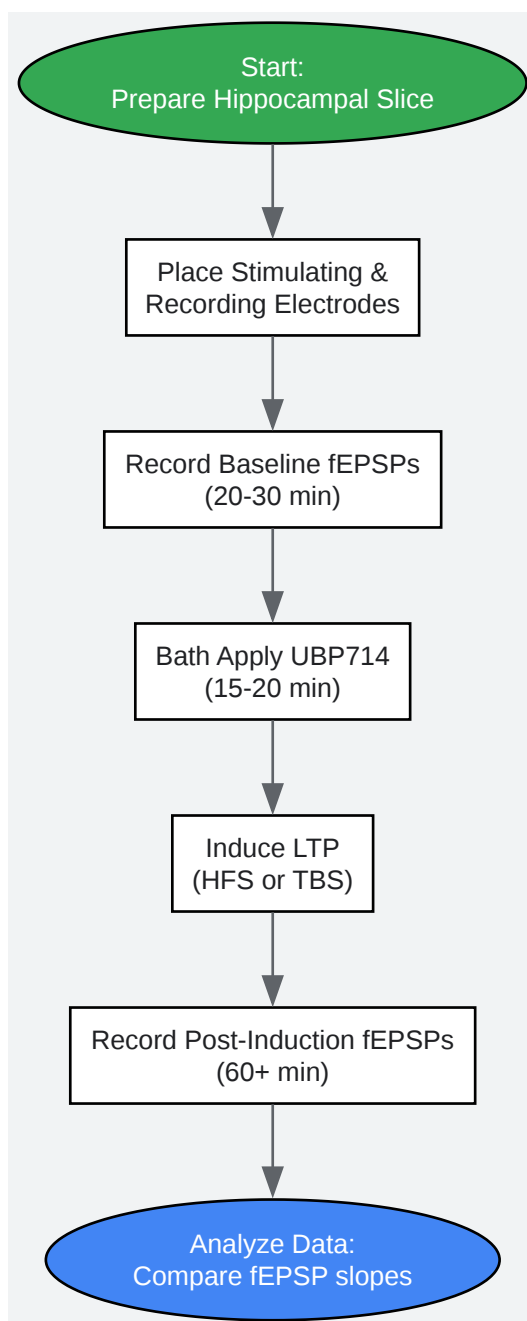 Start:
Prepare Hippocampal Slice
Place Stimulating &
Recording Electrodes
Record Baseline fEPSPs
(20-30 min)
Bath Apply UBP714
(15-20 min)
Induce LTP
(HFS or TBS)
Record Post-Induction fEPSPs
(60+ min)
Analyze Data:
Compare fEPSP slopes